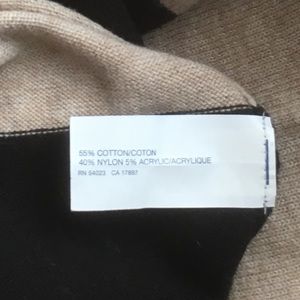 55% COTTON/COTON
40% NYLON 5% ACRYLIC/ACRYLIQUE
RN 54023 CA 17897